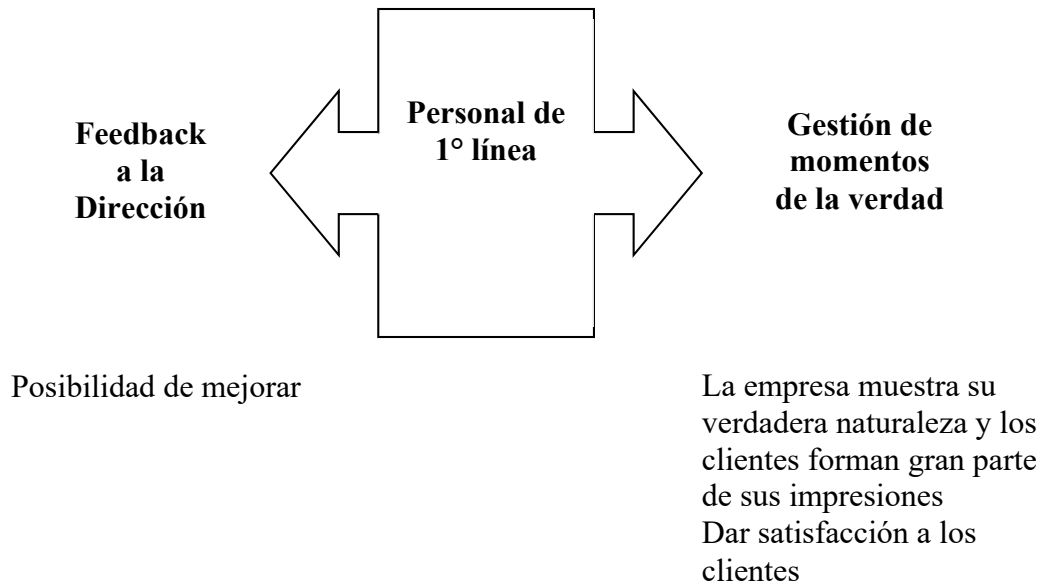 Feedback
a la
Dirección
Personal de
1° línea
Gestión de
momentos
de la verdad
Posibilidad de mejorar
La empresa muestra su
verdadera naturaleza y los
clientes forman gran parte
de sus impresiones
Dar satisfacción a los
clientes